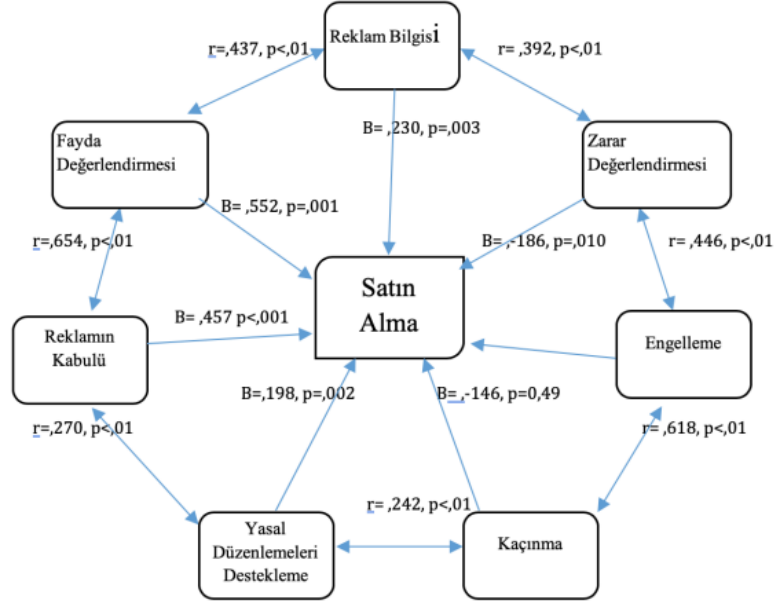 Reklam Bilgisi
r=,437, p<,01
r= ,392, p<,01
B= ,230, p=,003
Fayda
Değerlendirmesi
Zarar
Değerlendirmesi
B= ,552, p=,001
B= ,-186, p=,010
r=,654, p<,01
r= ,446, p<,01
Satın
Alma
B= ,457 p<,001
Reklamın
Kabulü
Engelleme
B=,198, p=,002
B= ,-146, p=0,49
r=,270, p<,01
r= ,618, p<,01
r= ,242, p<,01
Yasal
Düzenlemeleri
Destekleme
Kaçınma